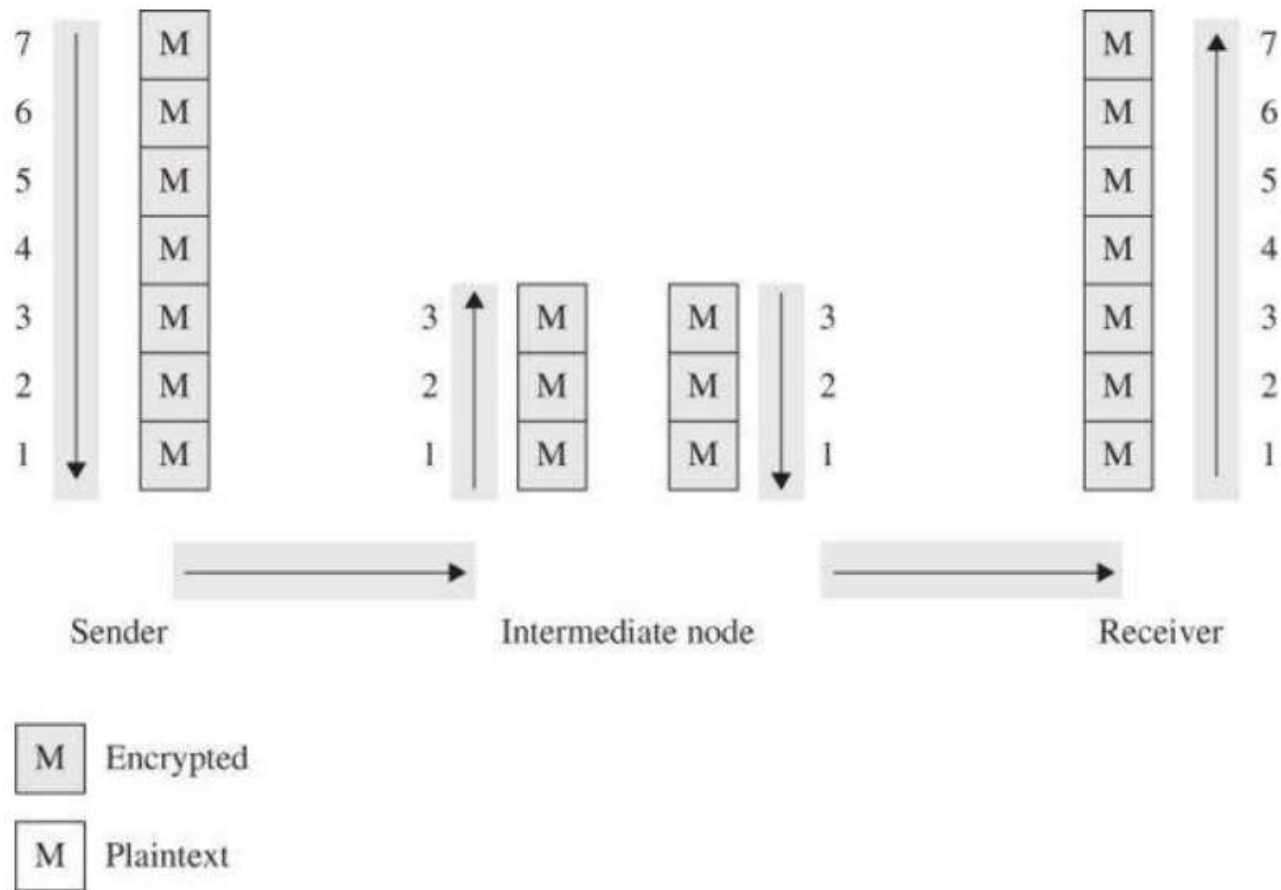 7 M M 7
6 M M 6
5 M M 5
4 M M 4
3 M 3 M M 3 M 3
2 M 2 M M 2 M 2
1 M 1 M M 1 M 1
Sender Intermediate node Receiver
M Encrypted
M Plaintext